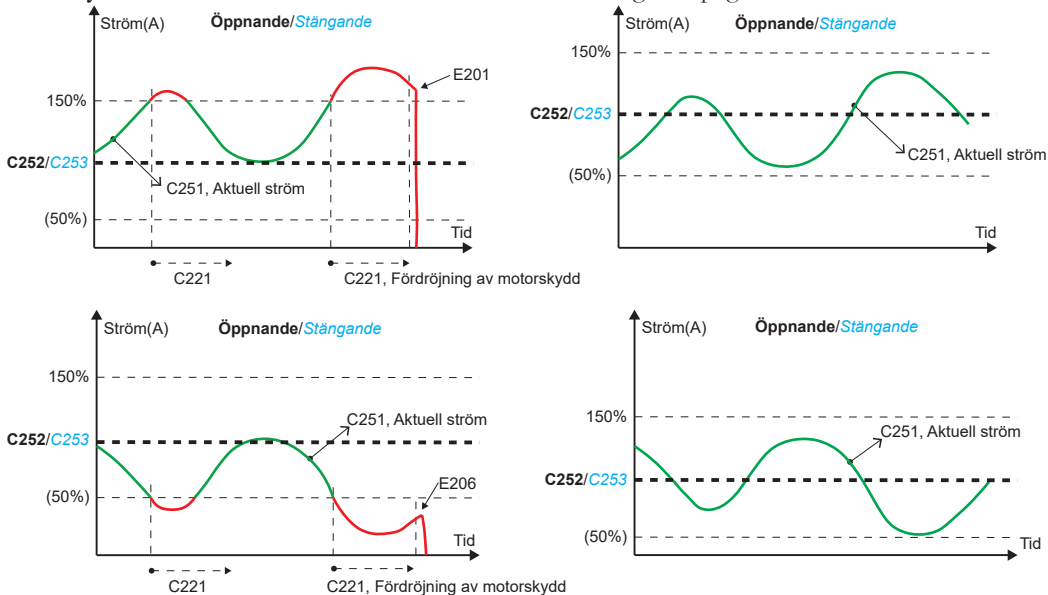 Ström(A) Öppnande/Stängande
E201
150%
C252/C253
C251, Aktuell ström
(50%)
Tid
C221
C221, Fördröjning av motorskydd
150%
C252/C253
C251, Aktuell ström
(50%)
Tid
Ström(A) Öppnande/Stängande
150%
C251, Aktuell ström
C252/C253
E206
(50%)
Tid
C221
C221, Fördröjning av motorskydd
Ström(A) Öppnande/Stängande
150%
C251, Aktuell ström
C252/C253
(50%)
Tid